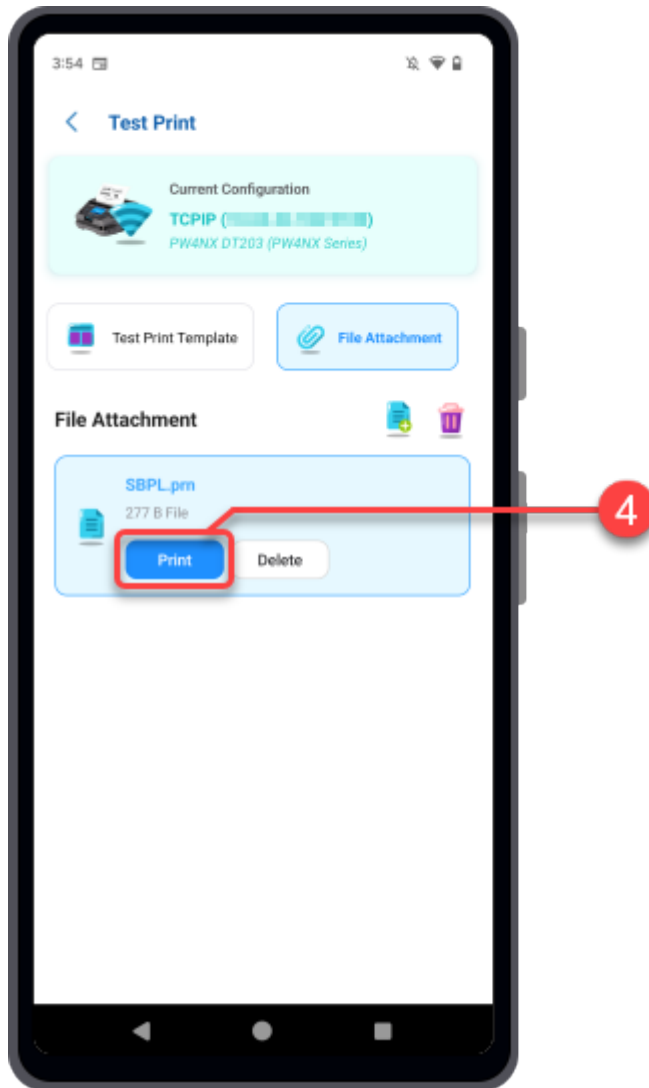 3:54
Test Print
Current Configuration
TCPIP ( )
PW4NX DT203 (PW4NX Series)
Test Print Template
File Attachment
File Attachment
SBPL.prn
277 B File
Print
Delete
4